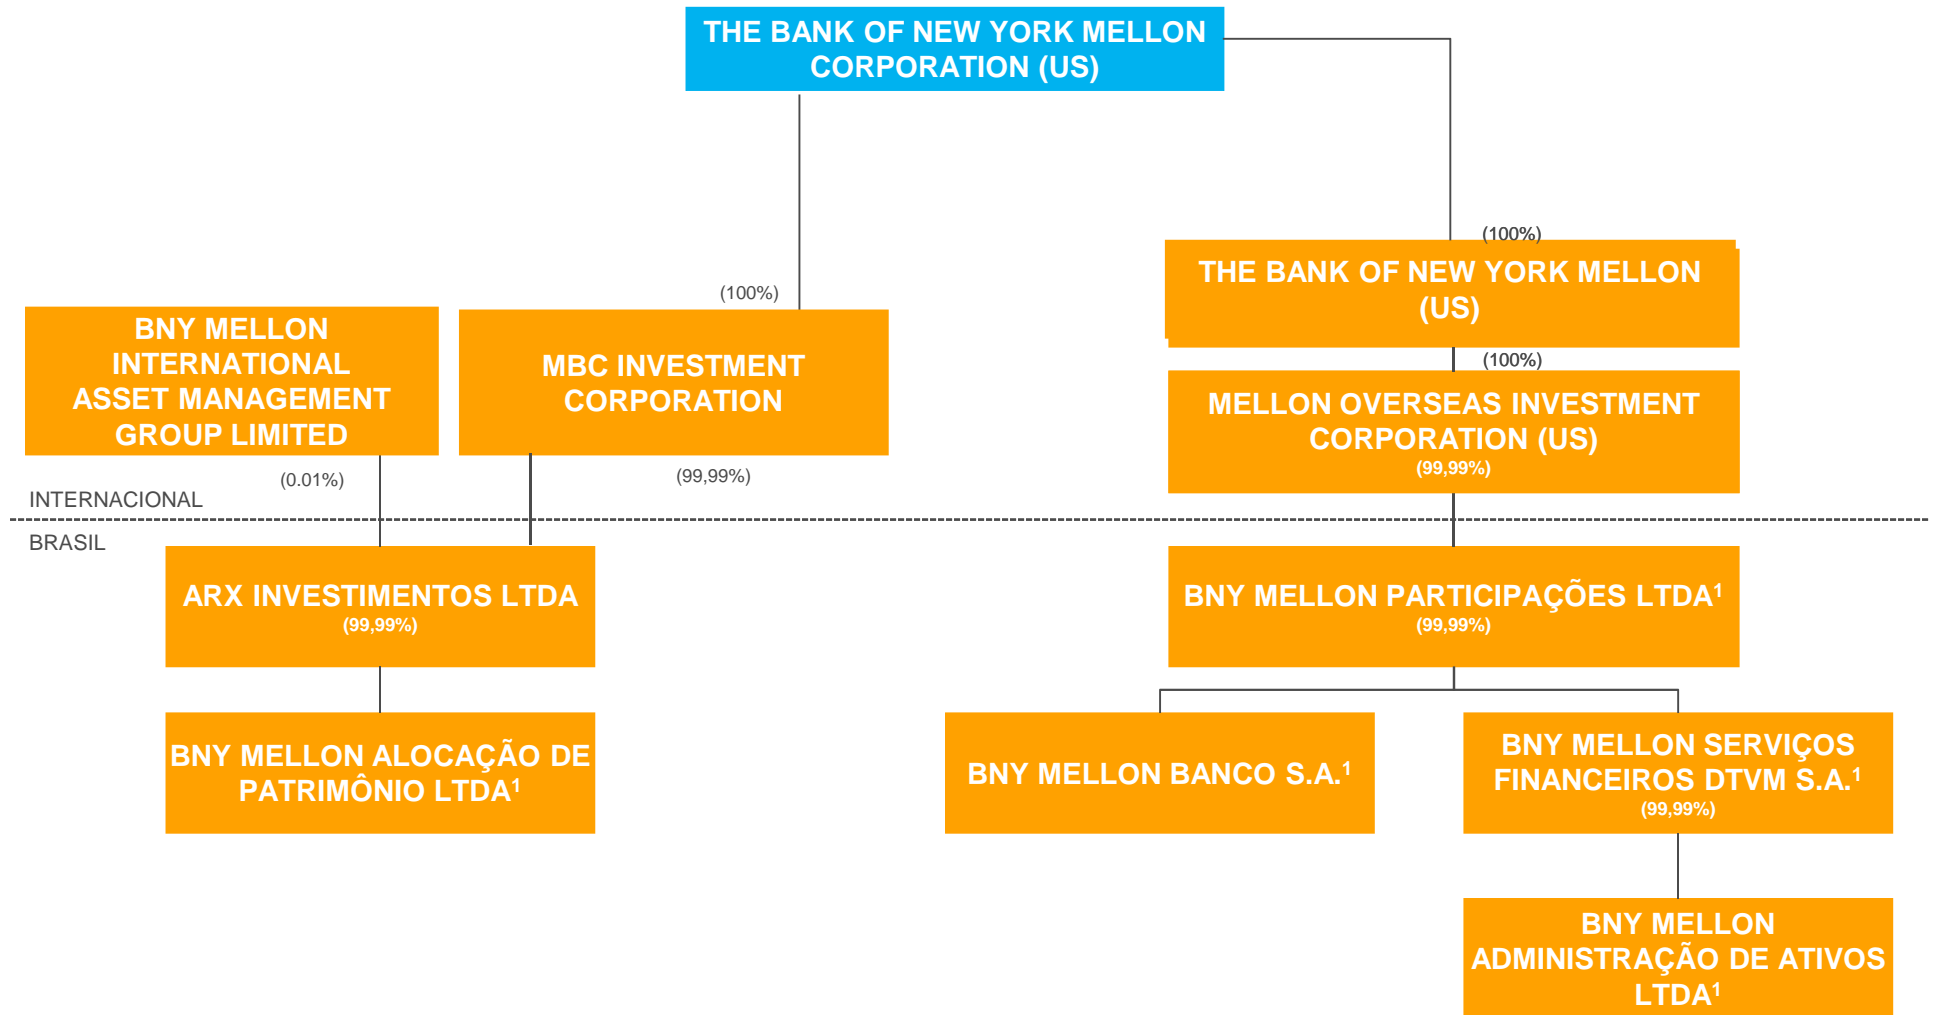 THE BANK OF NEW YORK MELLON
CORPORATION (US)
(100%)
THE BANK OF NEW YORK MELLON
(US)
(100%)
BNY MELLON
INTERNATIONAL
ASSET MANAGEMENT
GROUP LIMITED
MBC INVESTMENT
CORPORATION
(100%)
MELLON OVERSEAS INVESTMENT
CORPORATION (US)
(99,99%)
(0.01%)
(99,99%)
INTERNACIONAL
BRASIL
ARX INVESTIMENTOS LTDA
(99,99%)
BNY MELLON PARTICIPAÇÕES LTDA¹
(99,99%)
BNY MELLON ALOCAÇÃO DE
PATRIMÔNIO LTDA¹
BNY MELLON BANCO S.A.¹
BNY MELLON SERVIÇOS
FINANCEIROS DTVM S.A.¹
(99,99%)
BNY MELLON
ADMINISTRAÇÃO DE ATIVOS
LTDA¹